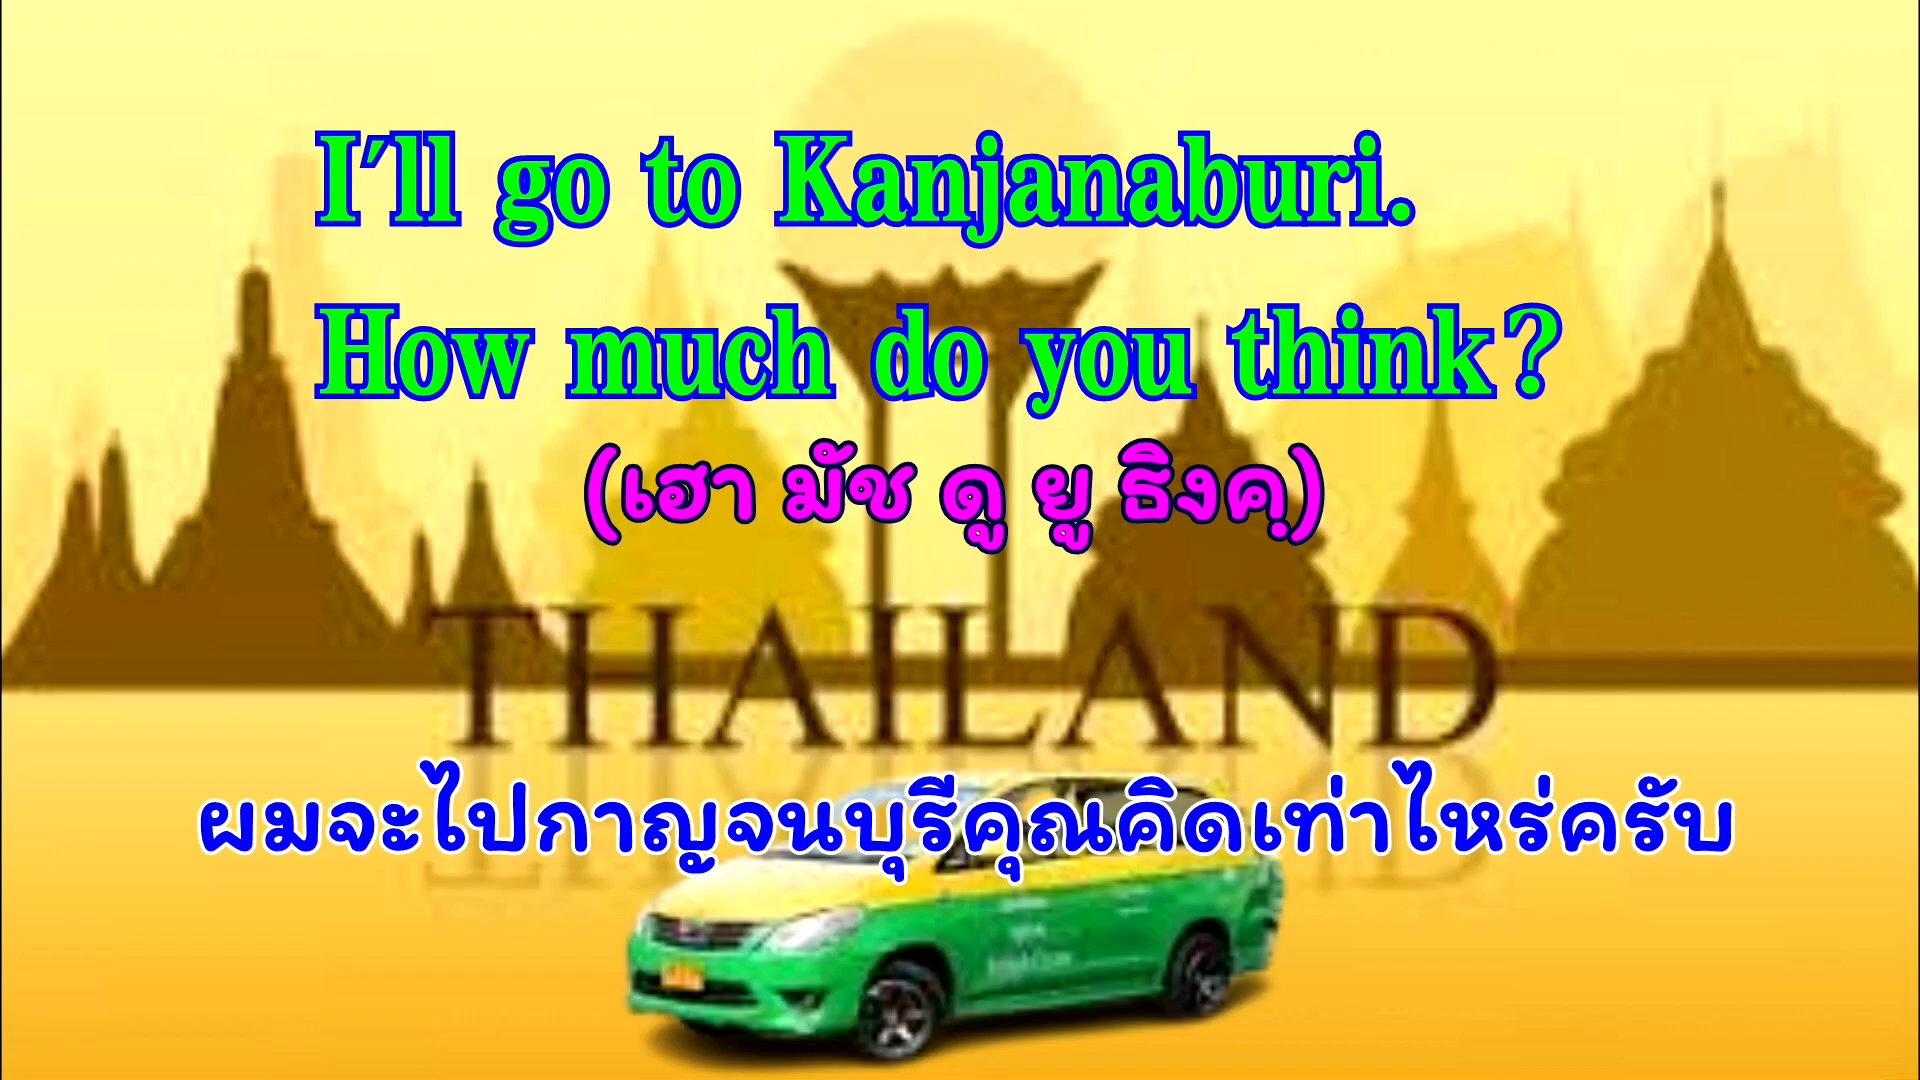 I'll go to Kanjanaburi.
How much do you think?
(เฮา มัช ดู ยู ธิงคฺ)
THAILAND
ผมจะไปกาญจนบุรีคุณคิดเท่าไหร่ครับ